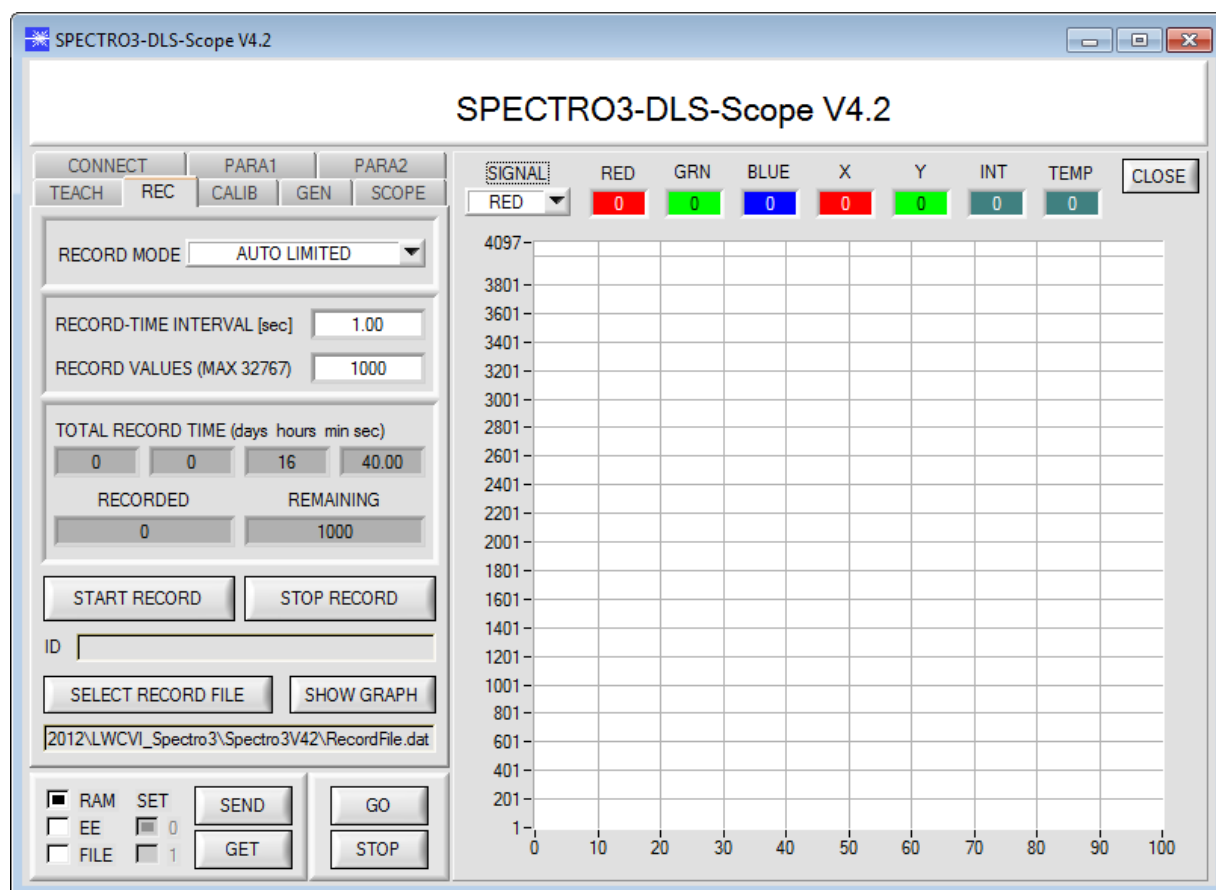 SPECTRO3-DLS-Scope V4.2
SPECTRO3-DLS-Scope V4.2
CONNECT PARA1 PARA2
TEACH REC CALIB GEN SCOPE
RECORD MODE AUTO LIMITED
RECORD-TIME INTERVAL [sec] 1.00
RECORD VALUES (MAX 32767) 1000
TOTAL RECORD TIME (days hours min sec)
0 0 16 40.00
RECORDED REMAINING
0 1000
START RECORD STOP RECORD
ID
SELECT RECORD FILE SHOW GRAPH
2012\LWCVI_Spectro3\Spectro3V42\RecordFile.dat
RAM SET SEND GO
EE 0
FILE 1 GET STOP
SIGNAL RED GRN BLUE X Y INT TEMP CLOSE
RED 0 0 0 0 0 0 0
4097
3801
3601
3401
3201
3001
2801
2601
2401
2201
2001
1801
1601
1401
1201
1001
801
601
401
201
1
0 10 20 30 40 50 60 70 80 90 100